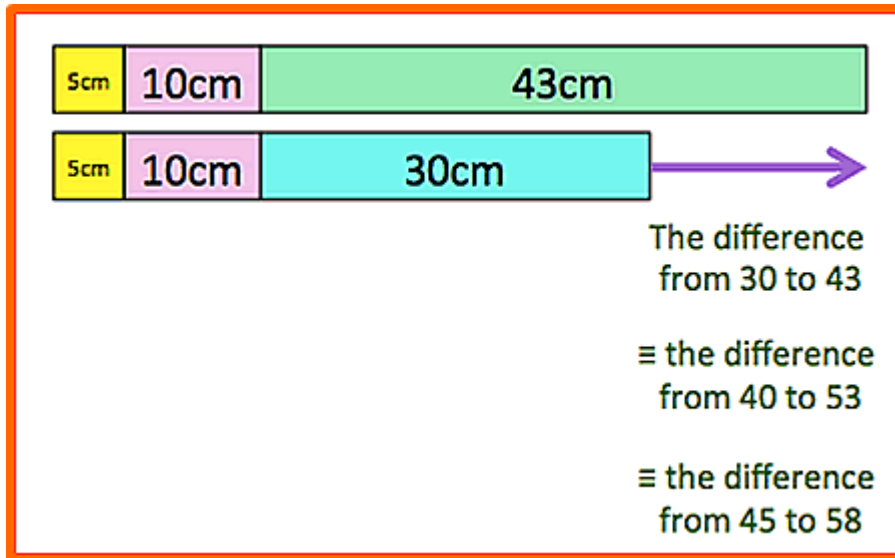 5cm 10cm 43cm
5cm 10cm 30cm
The difference
from 30 to 43
≡ the difference
from 40 to 53
≡ the difference
from 45 to 58